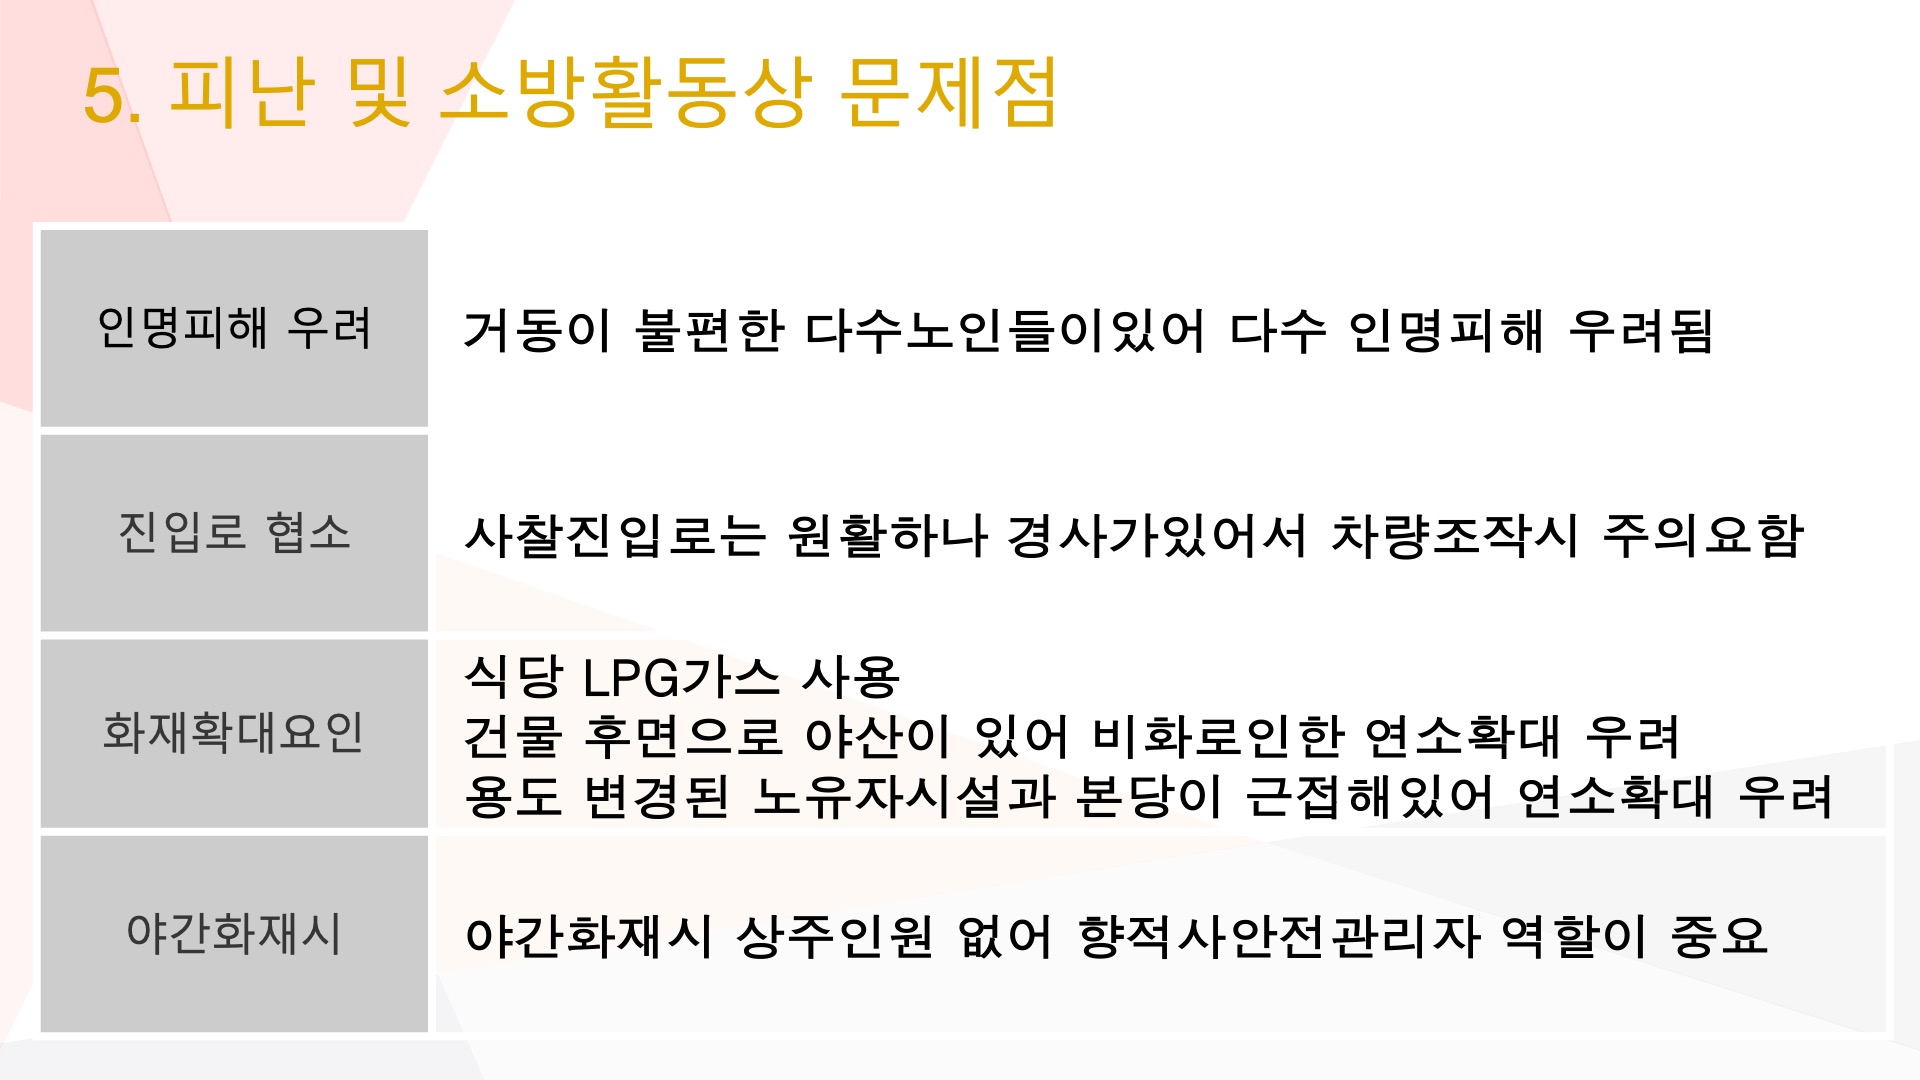 5. 피난 및 소방활동상 문제점
인명피해 우려
거동이 불편한 다수노인들이있어 다수 인명피해 우려됨
진입로 협소
사찰진입로는 원활하나 경사가있어서 차량조작시 주의요함
화재확대요인
식당 LPG가스 사용
건물 후면으로 야산이 있어 비화로인한 연소확대 우려
용도 변경된 노유자시설과 본당이 근접해있어 연소확대 우려
야간화재시
야간화재시 상주인원 없어 향적사안전관리자 역할이 중요